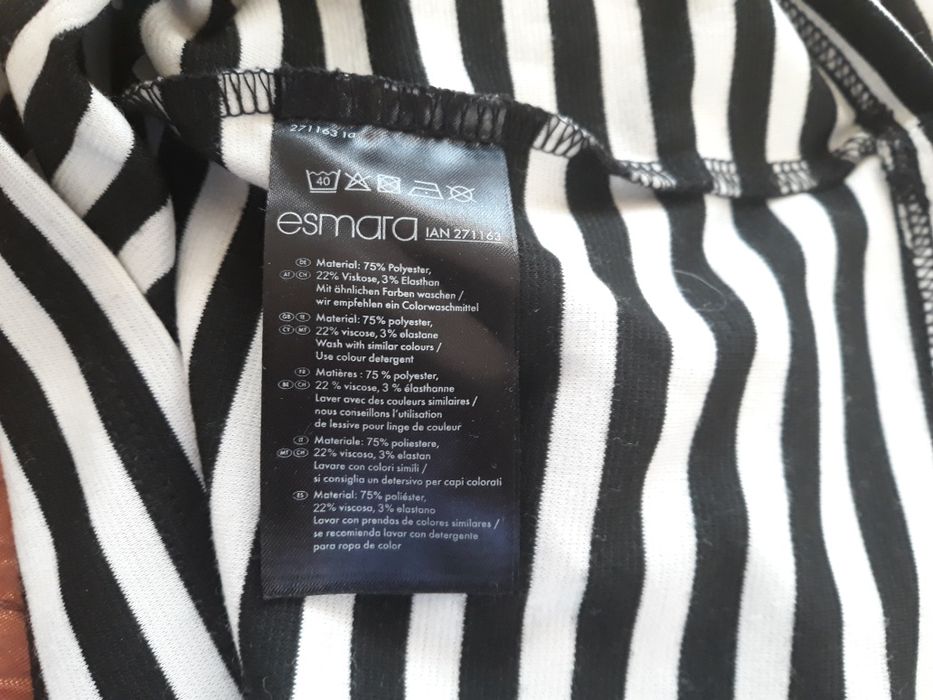 271163 1a
40
esmara IAN 271163
DE Material: 75% Polyester,
AT CH 22% Viskose, 3% Elasthan
Mit ähnlichen Farben waschen /
wir empfehlen ein Colorwaschmittel
GB IE Material: 75% polyester,
CY MT 22% viscose, 3% elastane
Wash with similar colours /
Use colour detergent
FR Matières : 75 % polyester,
BE CH 22 % viscose, 3 % élasthanne
Laver avec des couleurs similaires /
nous conseillons l'utilisation
de lessive pour linge de couleur
IT Materiale: 75% poliestere,
MT CH 22% viscosa, 3% elastan
Lavare con colori simili /
si consiglia un detersivo per capi colorati
ES Material: 75% poliéster,
22% viscosa, 3% elastano
Lavar con prendas de colores similares /
se recomienda lavar con detergente
para ropa de color